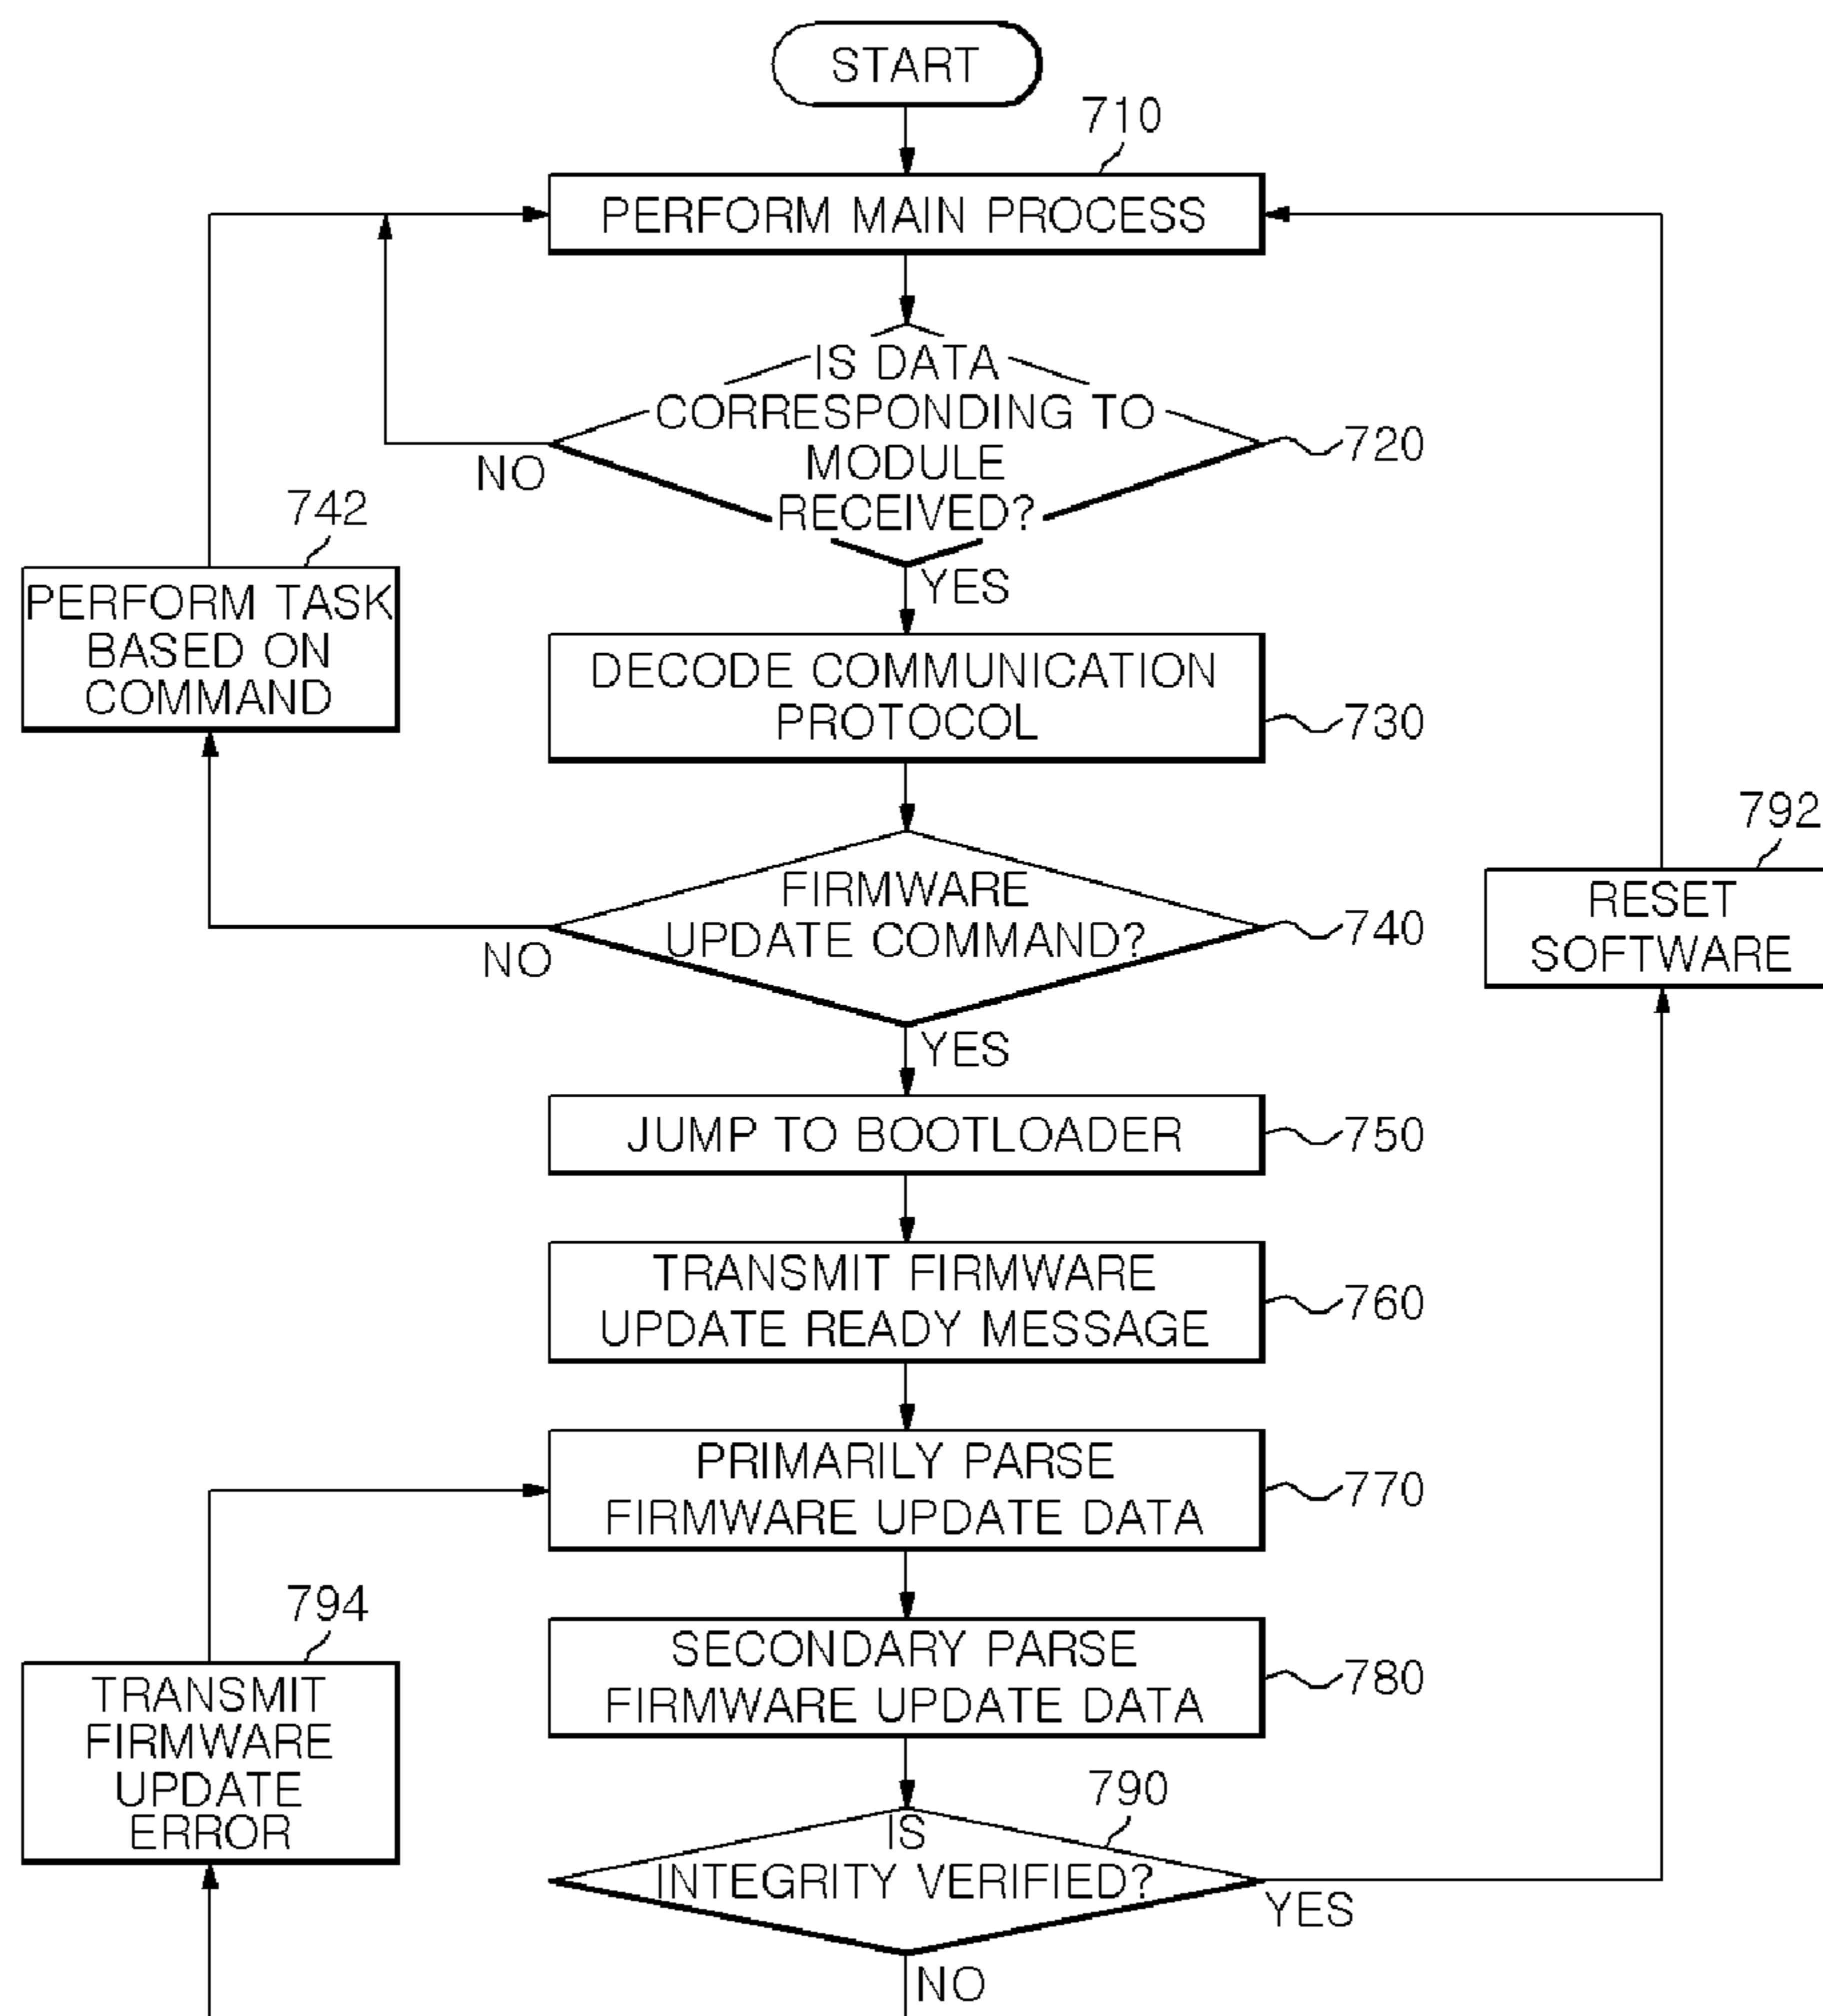 START
710
PERFORM MAIN PROCESS
IS DATA
CORRESPONDING TO
MODULE
RECEIVED?
720
NO
YES
742
PERFORM TASK
BASED ON
COMMAND
DECODE COMMUNICATION
PROTOCOL
730
FIRMWARE
UPDATE COMMAND?
740
NO
YES
792
RESET
SOFTWARE
JUMP TO BOOTLOADER
750
TRANSMIT FIRMWARE
UPDATE READY MESSAGE
760
PRIMARILY PARSE
FIRMWARE UPDATE DATA
770
SECONDARY PARSE
FIRMWARE UPDATE DATA
780
794
TRANSMIT
FIRMWARE
UPDATE
ERROR
790
IS
INTEGRITY VERIFIED?
YES
NO